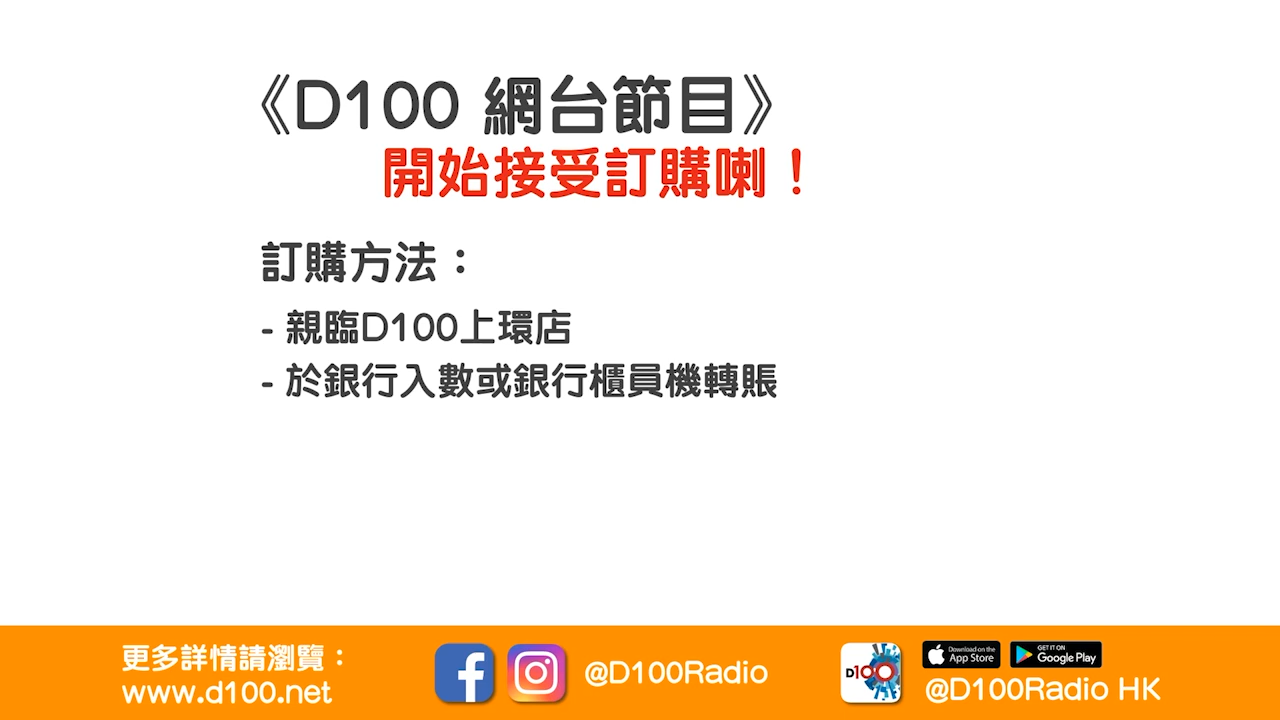 《D100 網台節目》
開始接受訂購喇！
訂購方法：
- 親臨D100上環店
- 於銀行入數或銀行櫃員機轉賬
更多詳情請瀏覽：
www.d100.net
@D100Radio
D100
Download on the App Store
GET IT ON Google Play
@D100Radio HK